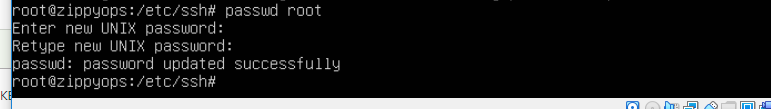 root@zippyops:/etc/ssh# passwd root
Enter new UNIX password:
Retype new UNIX password:
passwd: password updated successfully
root@zippyops:/etc/ssh#